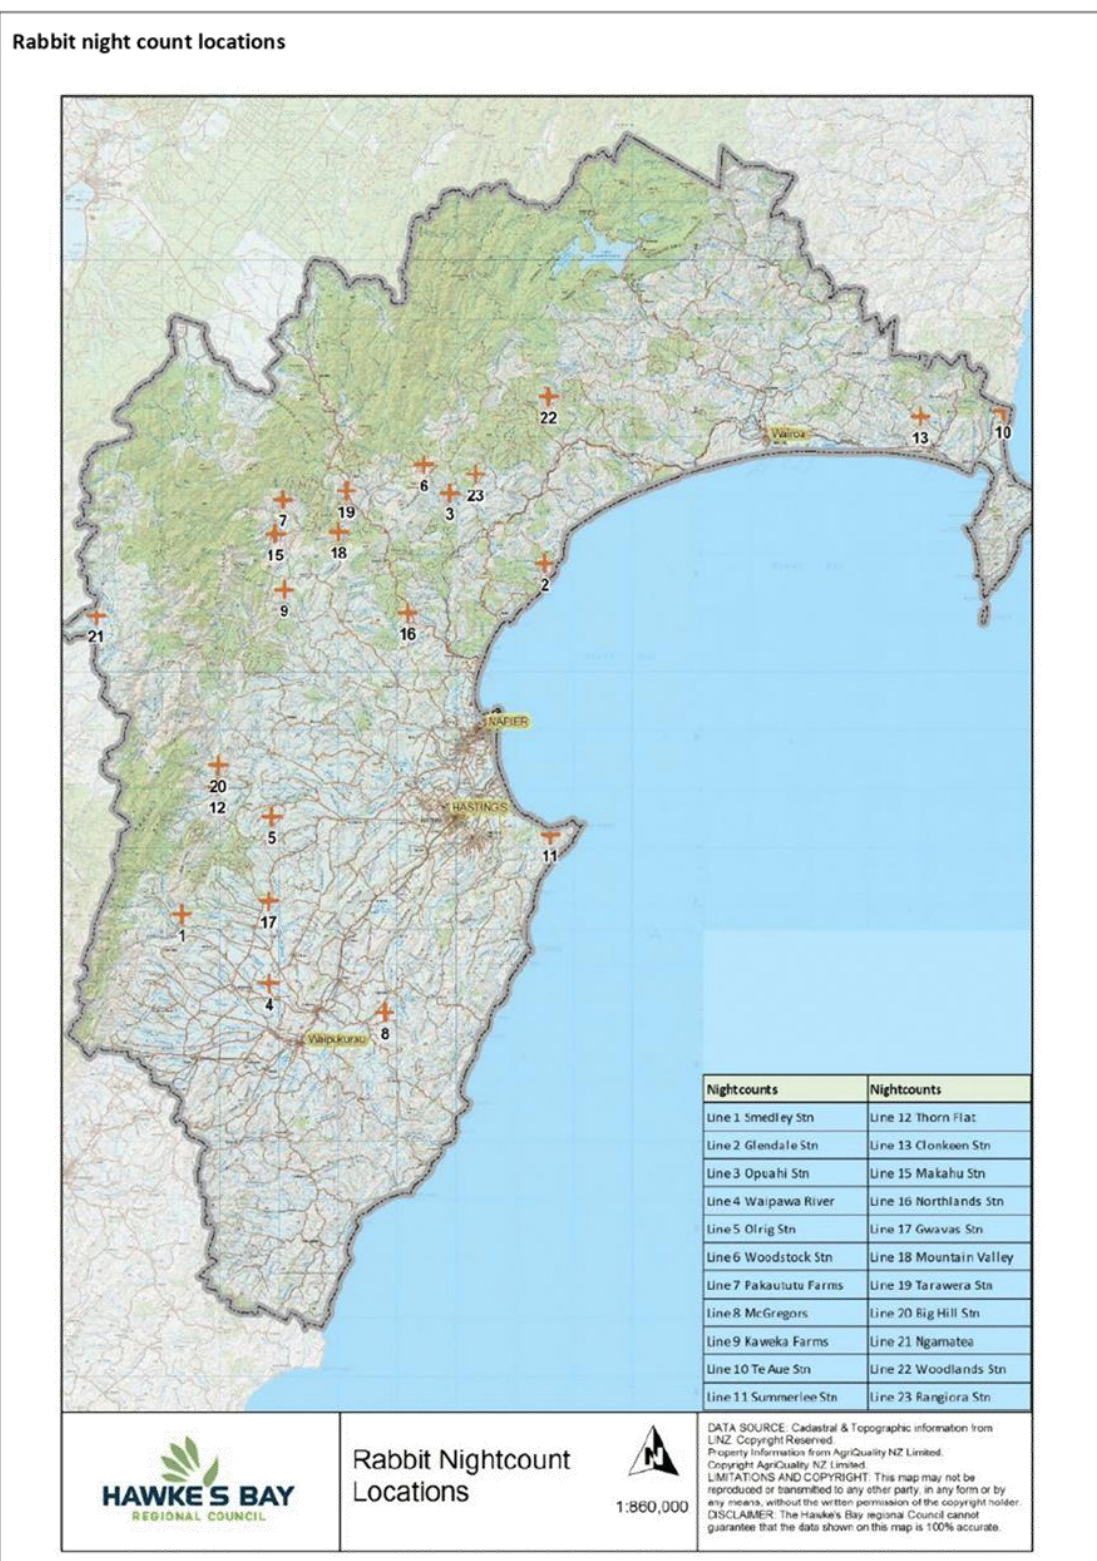 Rabbit night count locations
22
Wairoa
13
10
6
23
3
19
7
18
15
2
9
16
21
NAPIER
20
12
HASTINGS
5
11
17
1
4
8
Waipukurau
Nightcounts Nightcounts
Line 1 Smedley Stn Line 12 Thorn Flat
Line 2 Glendale Stn Line 13 Clonkeen Stn
Line 3 Opuahi Stn Line 15 Makahu Stn
Line 4 Waipawa River Line 16 Northlands Stn
Line 5 Olrig Stn Line 17 Gwavas Stn
Line 6 Woodstock Stn Line 18 Mountain Valley
Line 7 Pakaututu Farms Line 19 Tarawera Stn
Line 8 McGregors Line 20 Big Hill Stn
Line 9 Kaweka Farms Line 21 Ngamatea
Line 10 Te Aue Stn Line 22 Woodlands Stn
Line 11 Summerlee Stn Line 23 Rangiora Stn
HAWKE'S BAY
REGIONAL COUNCIL
Rabbit Nightcount
Locations
N
1:860,000
DATA SOURCE: Cadastral & Topographic information from
LINZ. Copyright Reserved.
Property Information from AgriQuality NZ Limited.
Copyright AgriQuality NZ Limited.
LIMITATIONS AND COPYRIGHT: This map may not be
reproduced or transmitted to any other party, in any form or by
any means, without the written permission of the copyright holder.
DISCLAIMER: The Hawke's Bay regional Council cannot
guarantee that the data shown on this map is 100% accurate.